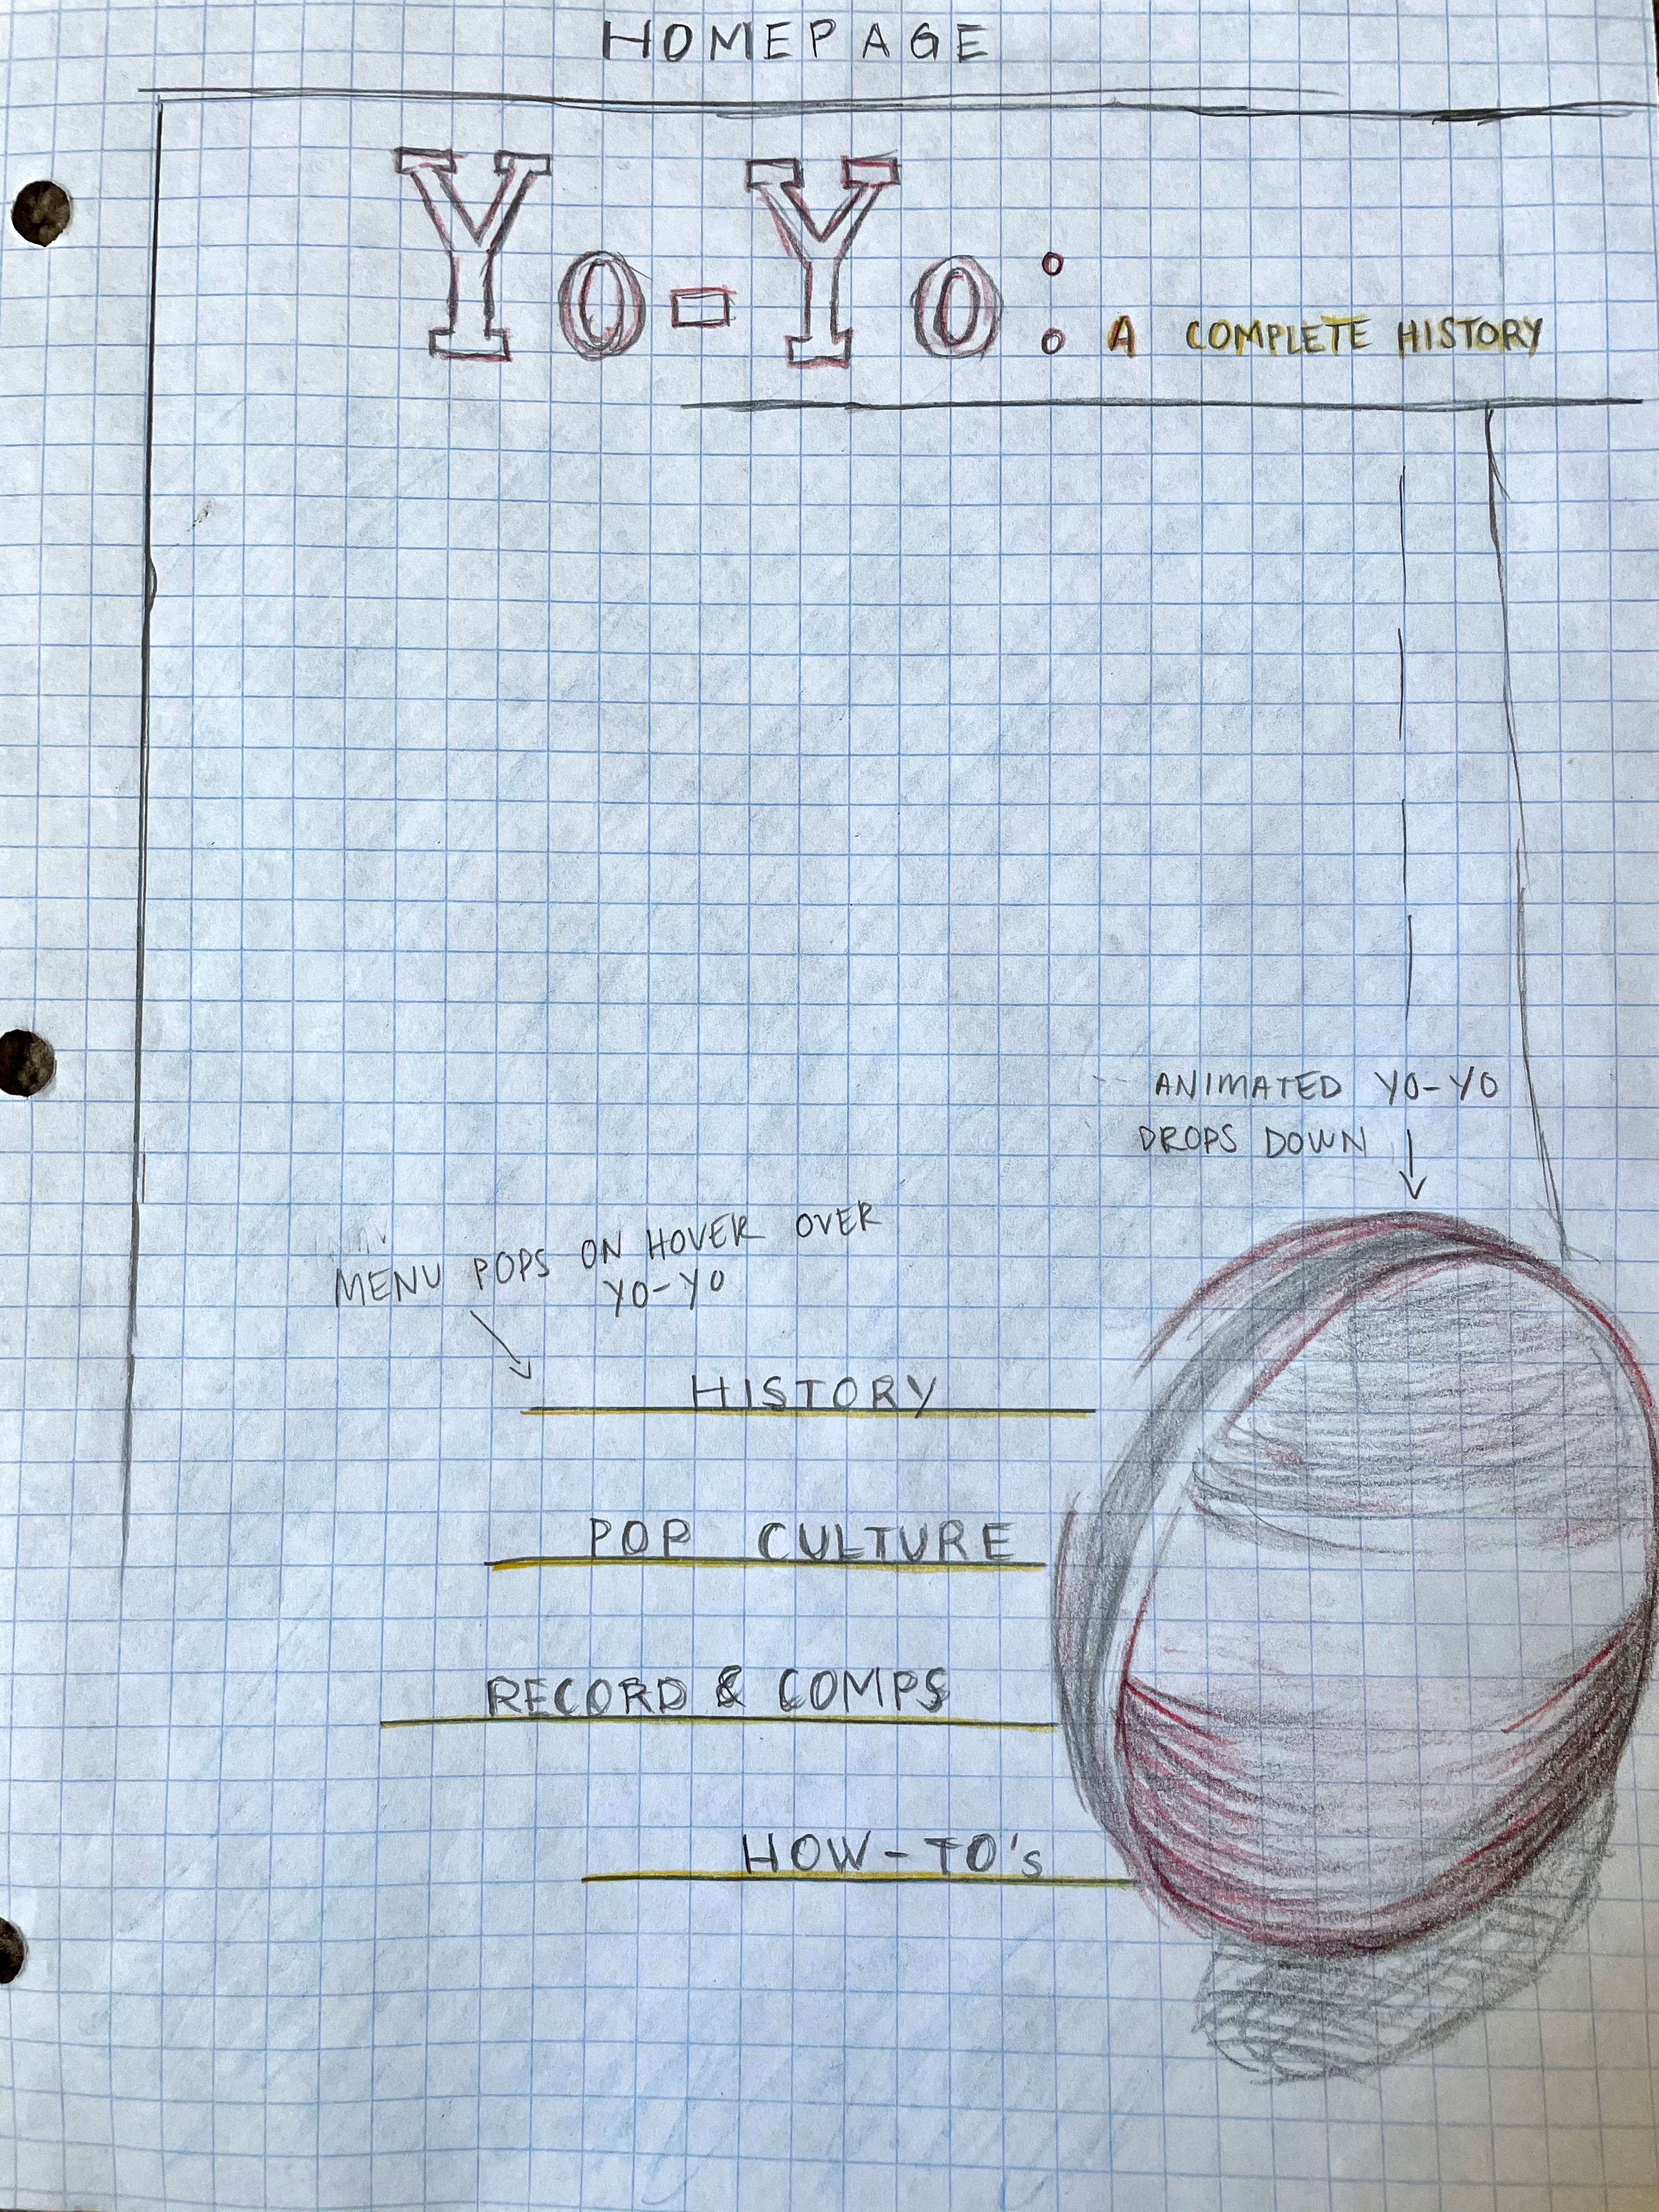 HOMEPAGE
Yo-Yo: A COMPLETE HISTORY
ANIMATED YO-YO
DROPS DOWN
MENU POPS ON HOVER OVER
YO-YO
HISTORY
POP CULTURE
RECORD & COMPS
HOW-TO's